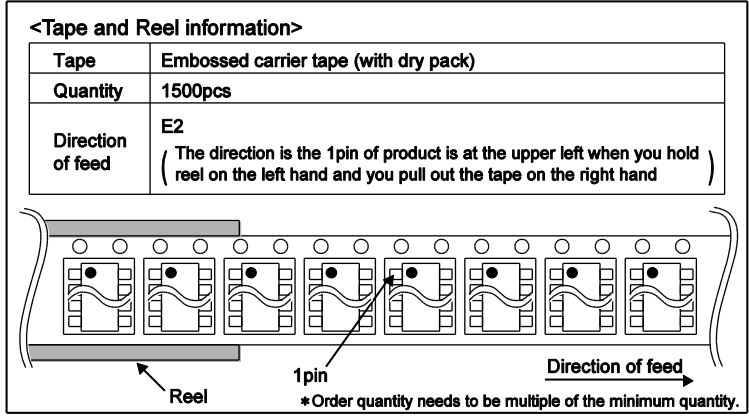 <Tape and Reel information>
Tape Embossed carrier tape (with dry pack)
Quantity 1500pcs
Direction of feed E2
( The direction is the 1pin of product is at the upper left when you hold
reel on the left hand and you pull out the tape on the right hand )
Direction of feed
1pin
Reel
*Order quantity needs to be multiple of the minimum quantity.